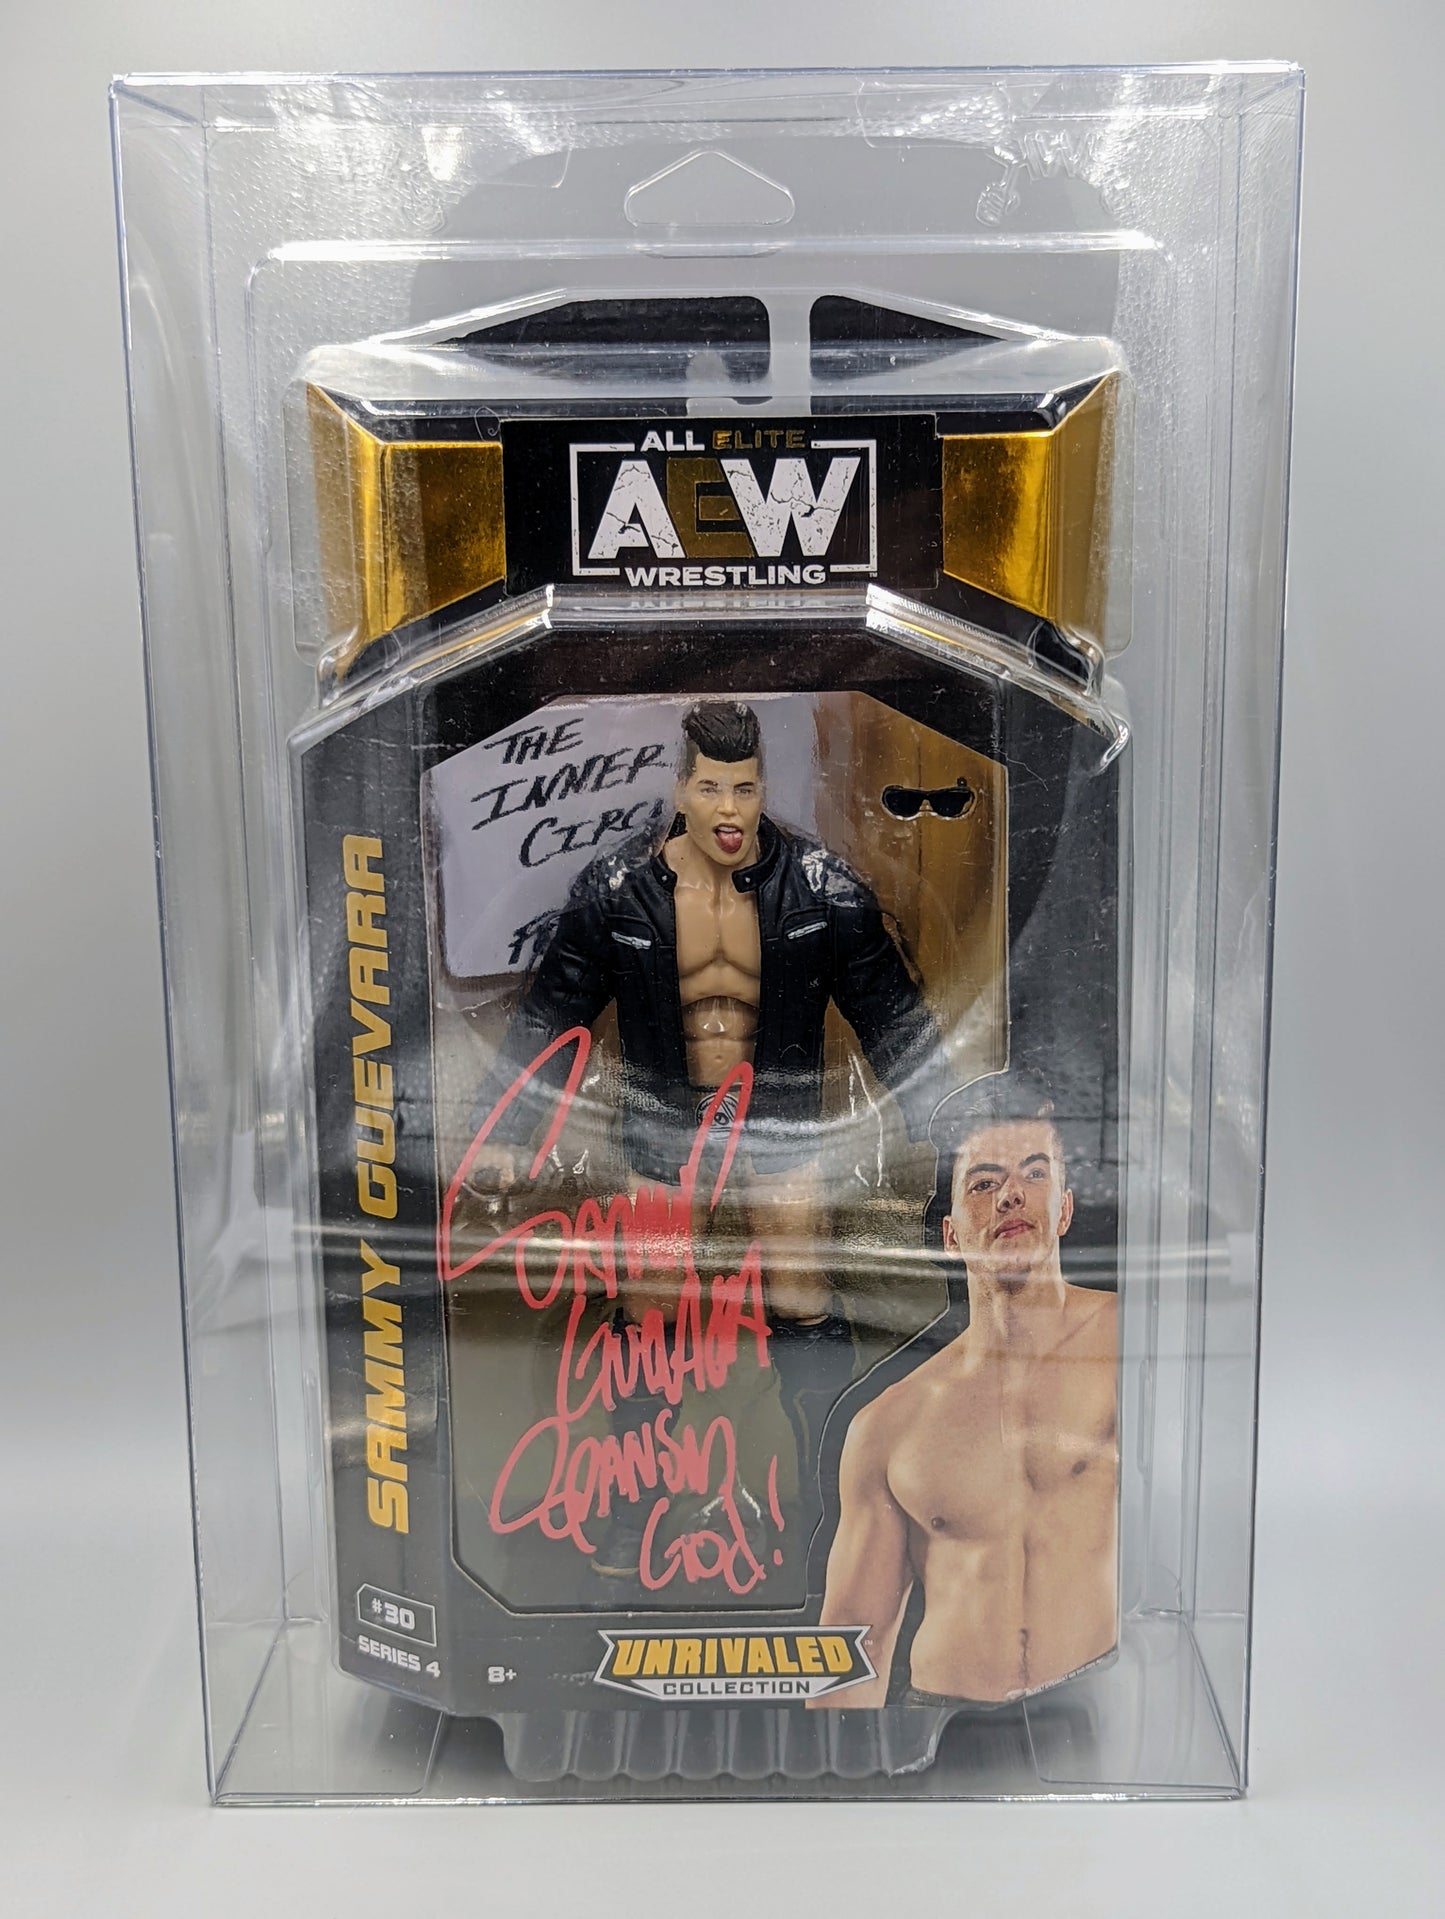 ALL ELITE
AEW
WRESTLING
THE
INNER
CIRC
SAMMY GUEVARA
Sammy
Guevara
Spanish
God!
#30
SERIES 4
8+
UNRIVALED
COLLECTION